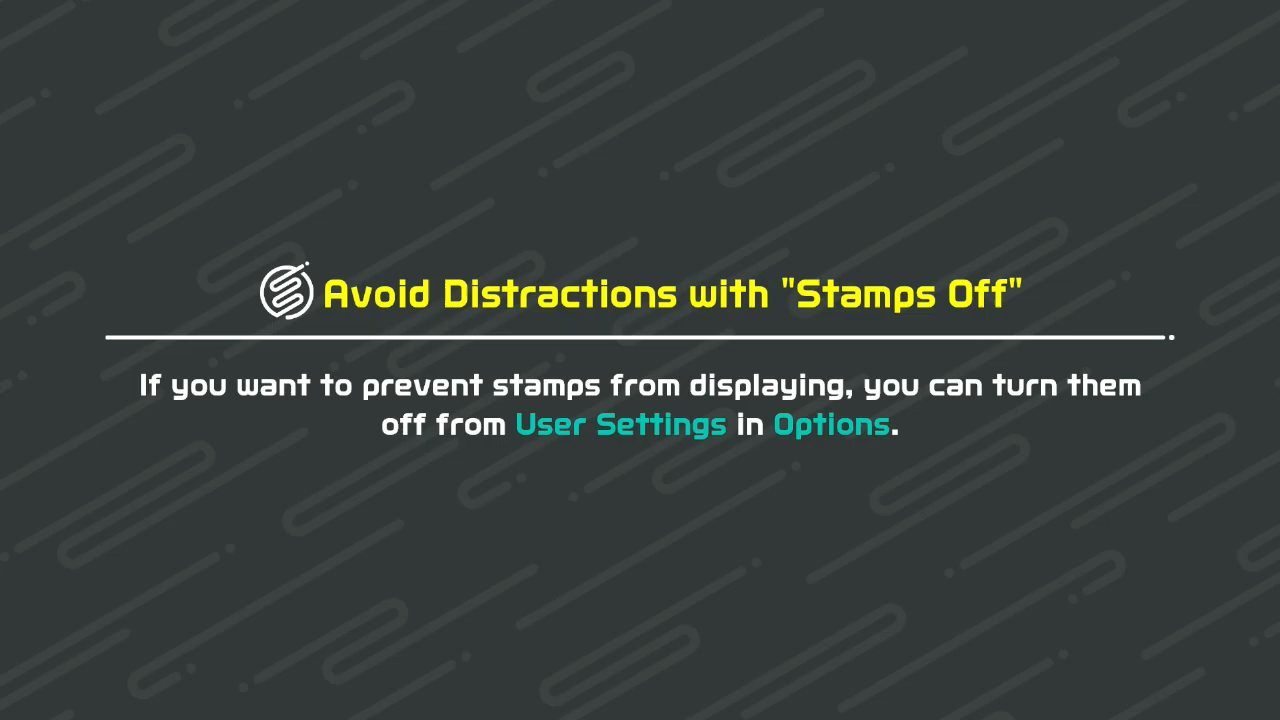 Avoid Distractions with "Stamps Off"
If you want to prevent stamps from displaying, you can turn them
off from User Settings in Options.